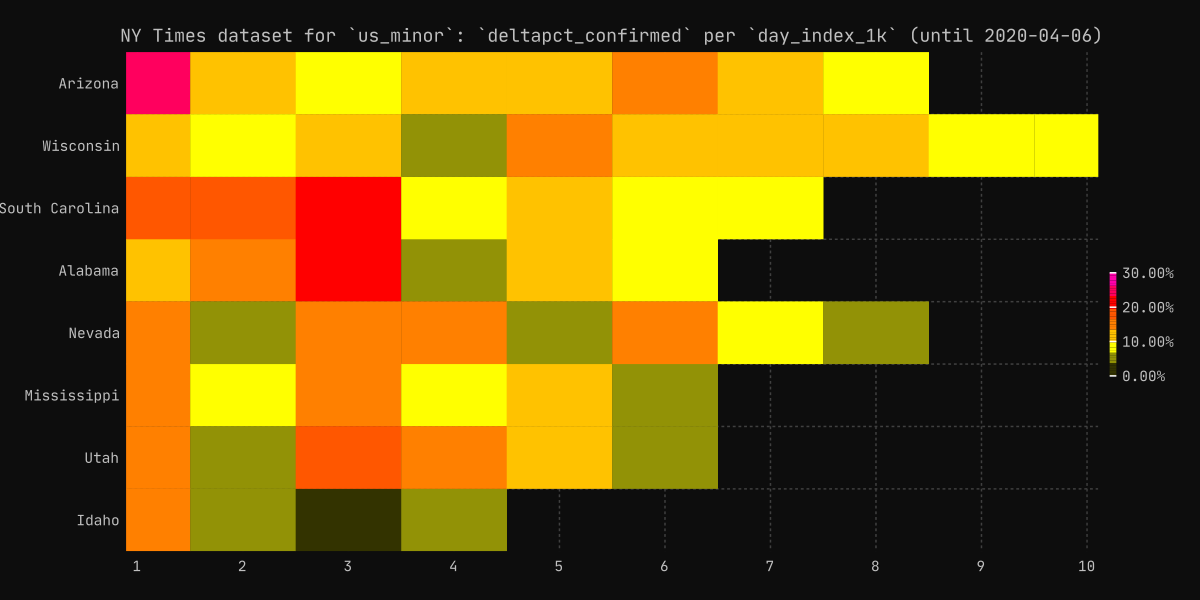 NY Times dataset for `us_minor`: `deltapct_confirmed` per `day_index_1k` (until 2020-04-06)
Arizona
Wisconsin
South Carolina
Alabama
Nevada
Mississippi
Utah
Idaho
30.00%
20.00%
10.00%
0.00%
1 2 3 4 5 6 7 8 9 10